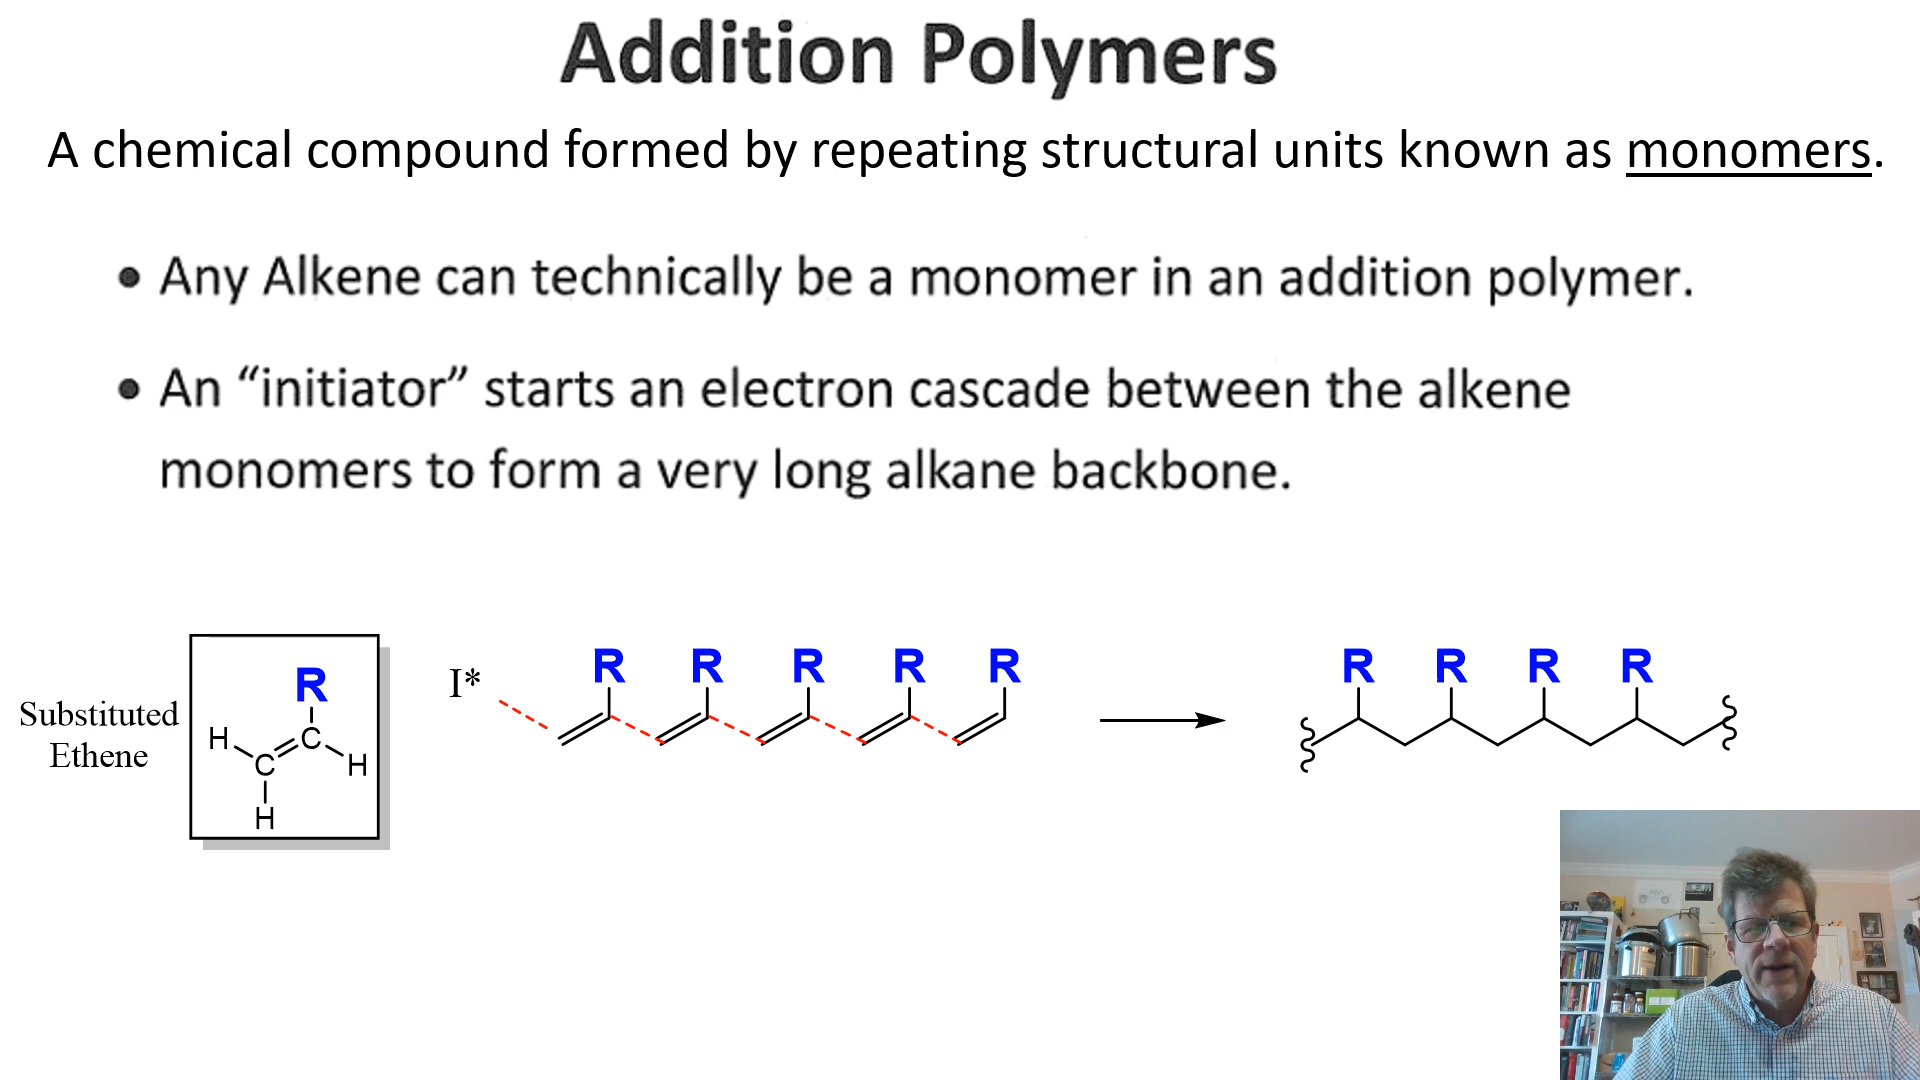 Addition Polymers
A chemical compound formed by repeating structural units known as monomers.
• Any Alkene can technically be a monomer in an addition polymer.
• An “initiator” starts an electron cascade between the alkene
monomers to form a very long alkane backbone.
Substituted
Ethene
R
H C C H
H
I*
R R R R R
R R R R